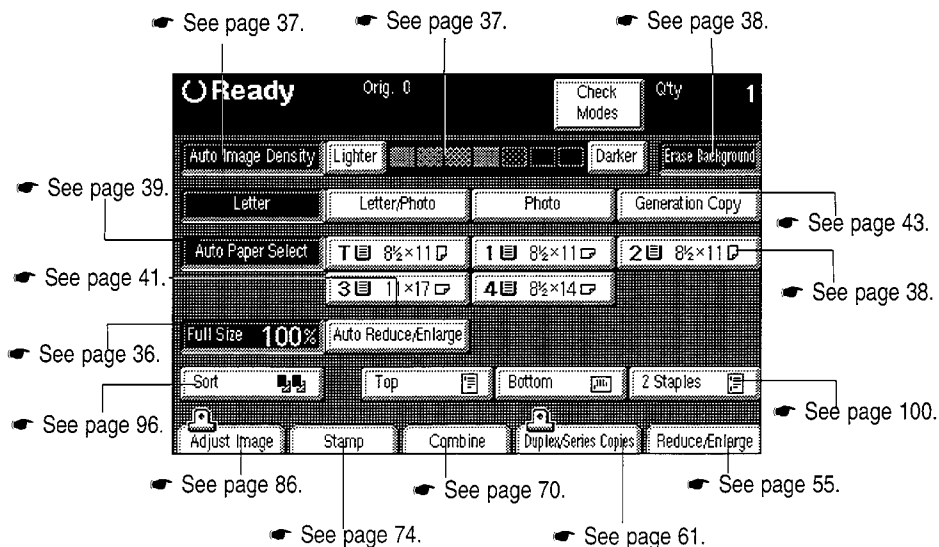 ☛ See page 37. ☛ See page 37. ☛ See page 38.
Ready Orig. 0 Check Modes Q'ty 1
Auto Image Density Lighter Darker Erase Background
☛ See page 39.
Letter Letter/Photo Photo Generation Copy
☛ See page 43.
Auto Paper Select T 8½×11 1 8½×11 2 8½×11
☛ See page 41.
3 11×17 4 8½×14
☛ See page 38.
Full Size 100% Auto Reduce/Enlarge
☛ See page 36.
Sort Top Bottom 2 Staples
☛ See page 96.
☛ See page 100.
Adjust Image Stamp Combine Duplex/Series Copies Reduce/Enlarge
☛ See page 86. ☛ See page 70. ☛ See page 55.
☛ See page 74. ☛ See page 61.